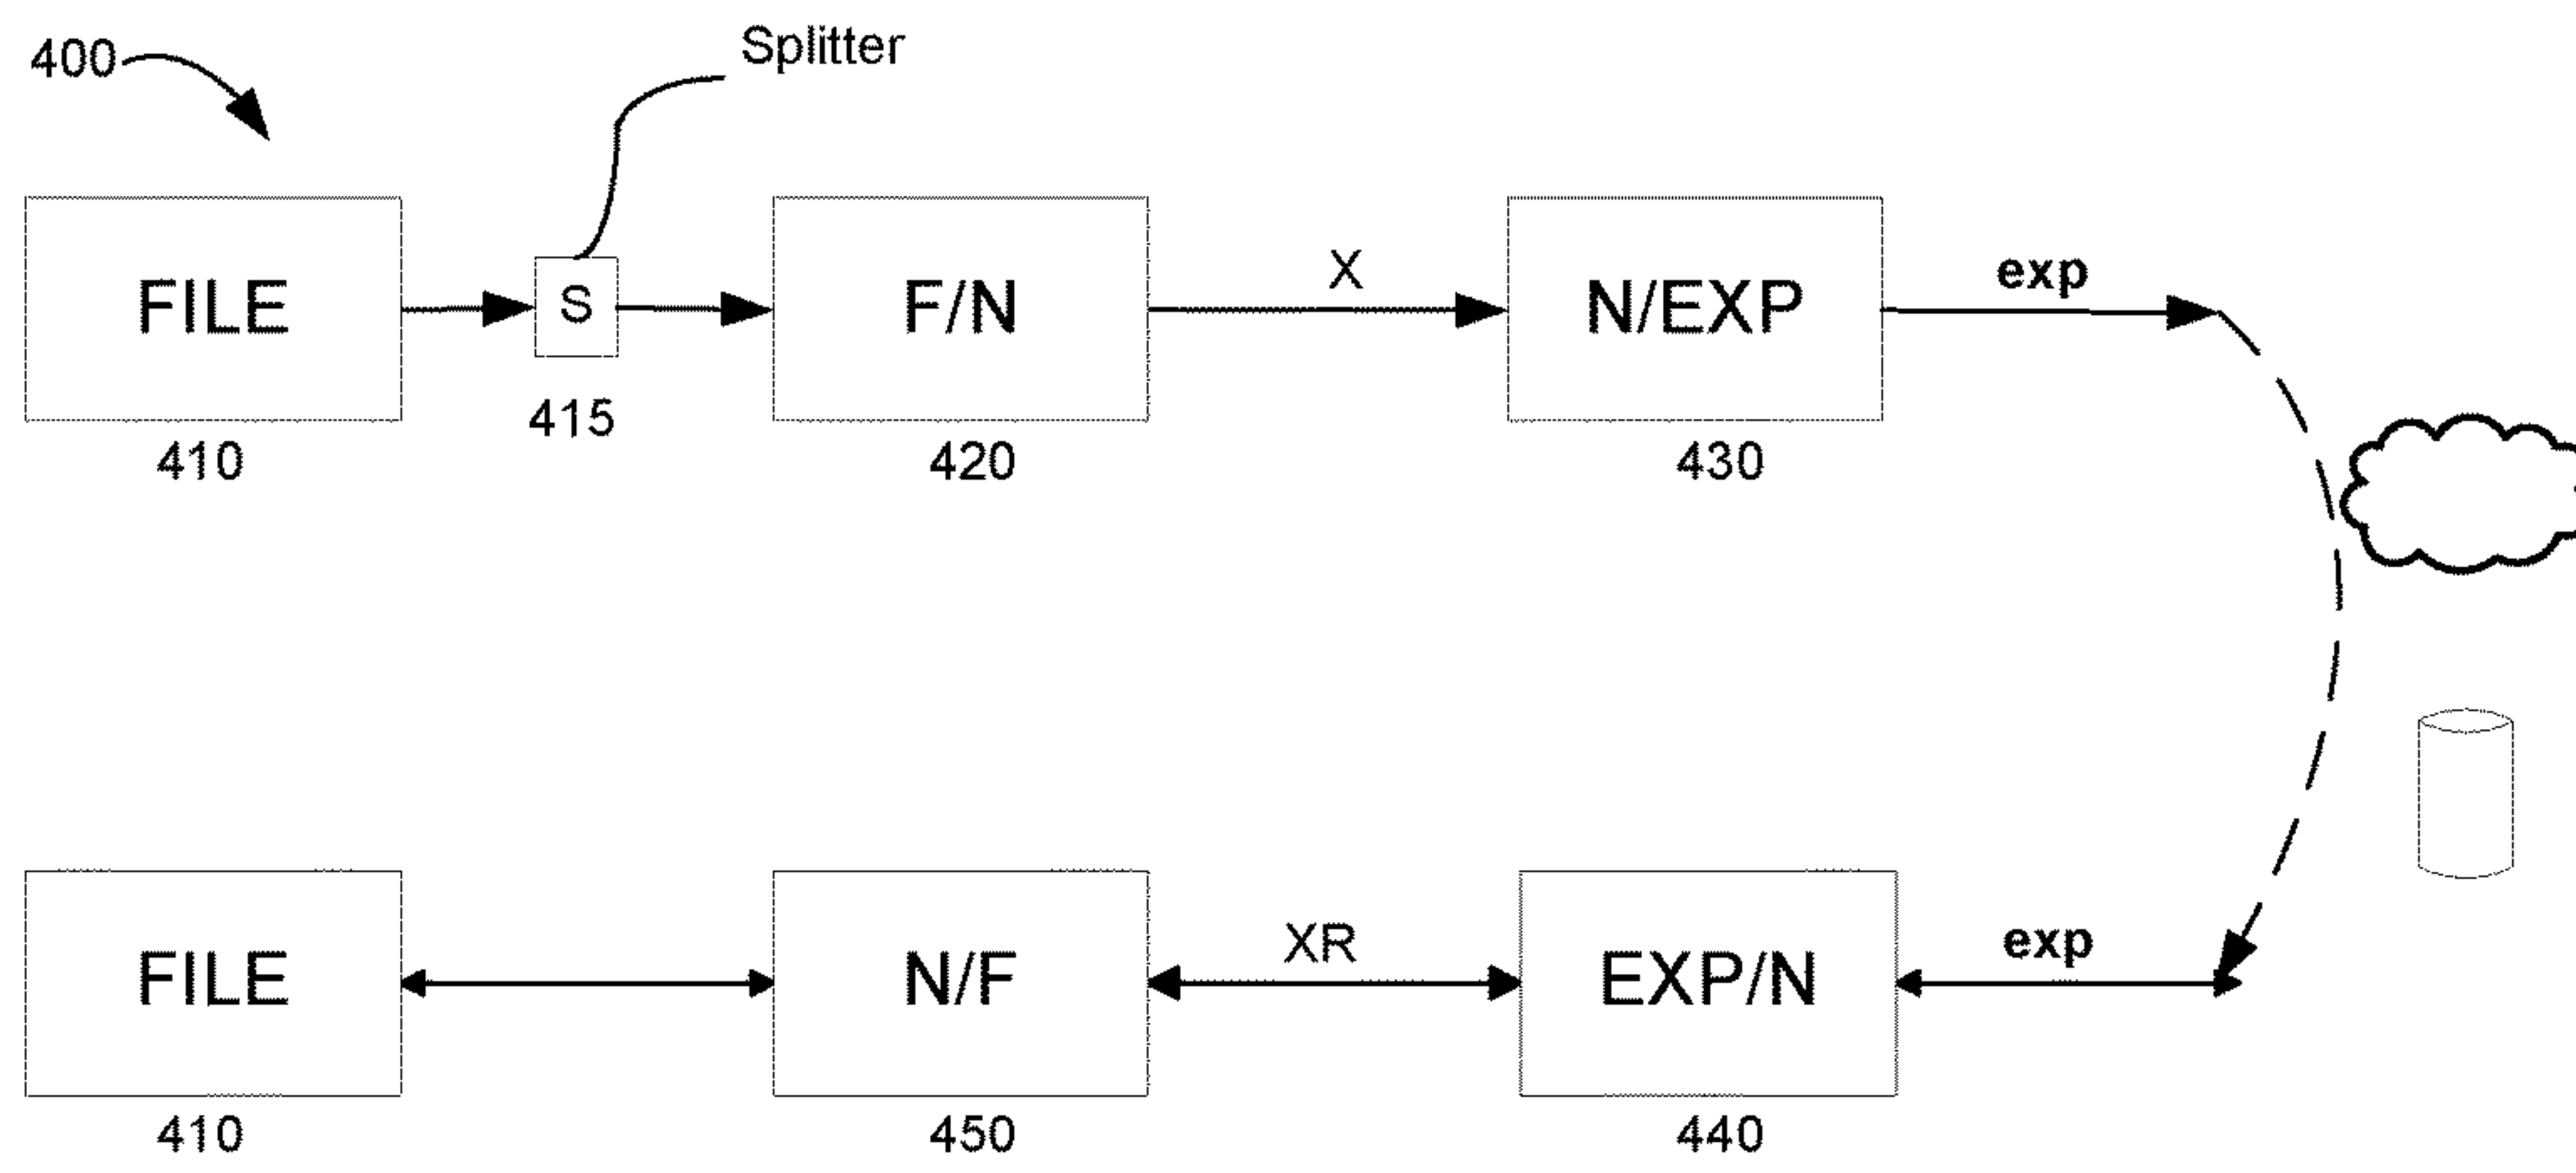 400
Splitter
FILE
S
F/N
X
N/EXP
exp
410
415
420
430
FILE
N/F
XR
EXP/N
exp
410
450
440